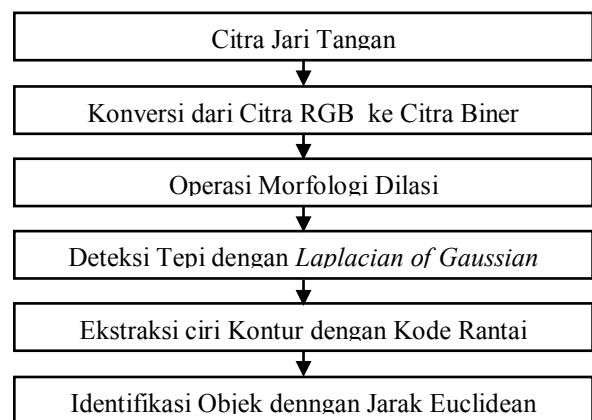 Citra Jari Tangan
Konversi dari Citra RGB ke Citra Biner
Operasi Morfologi Dilasi
Deteksi Tepi dengan Laplacian of Gaussian
Ekstraksi ciri Kontur dengan Kode Rantai
Identifikasi Objek denngan Jarak Euclidean